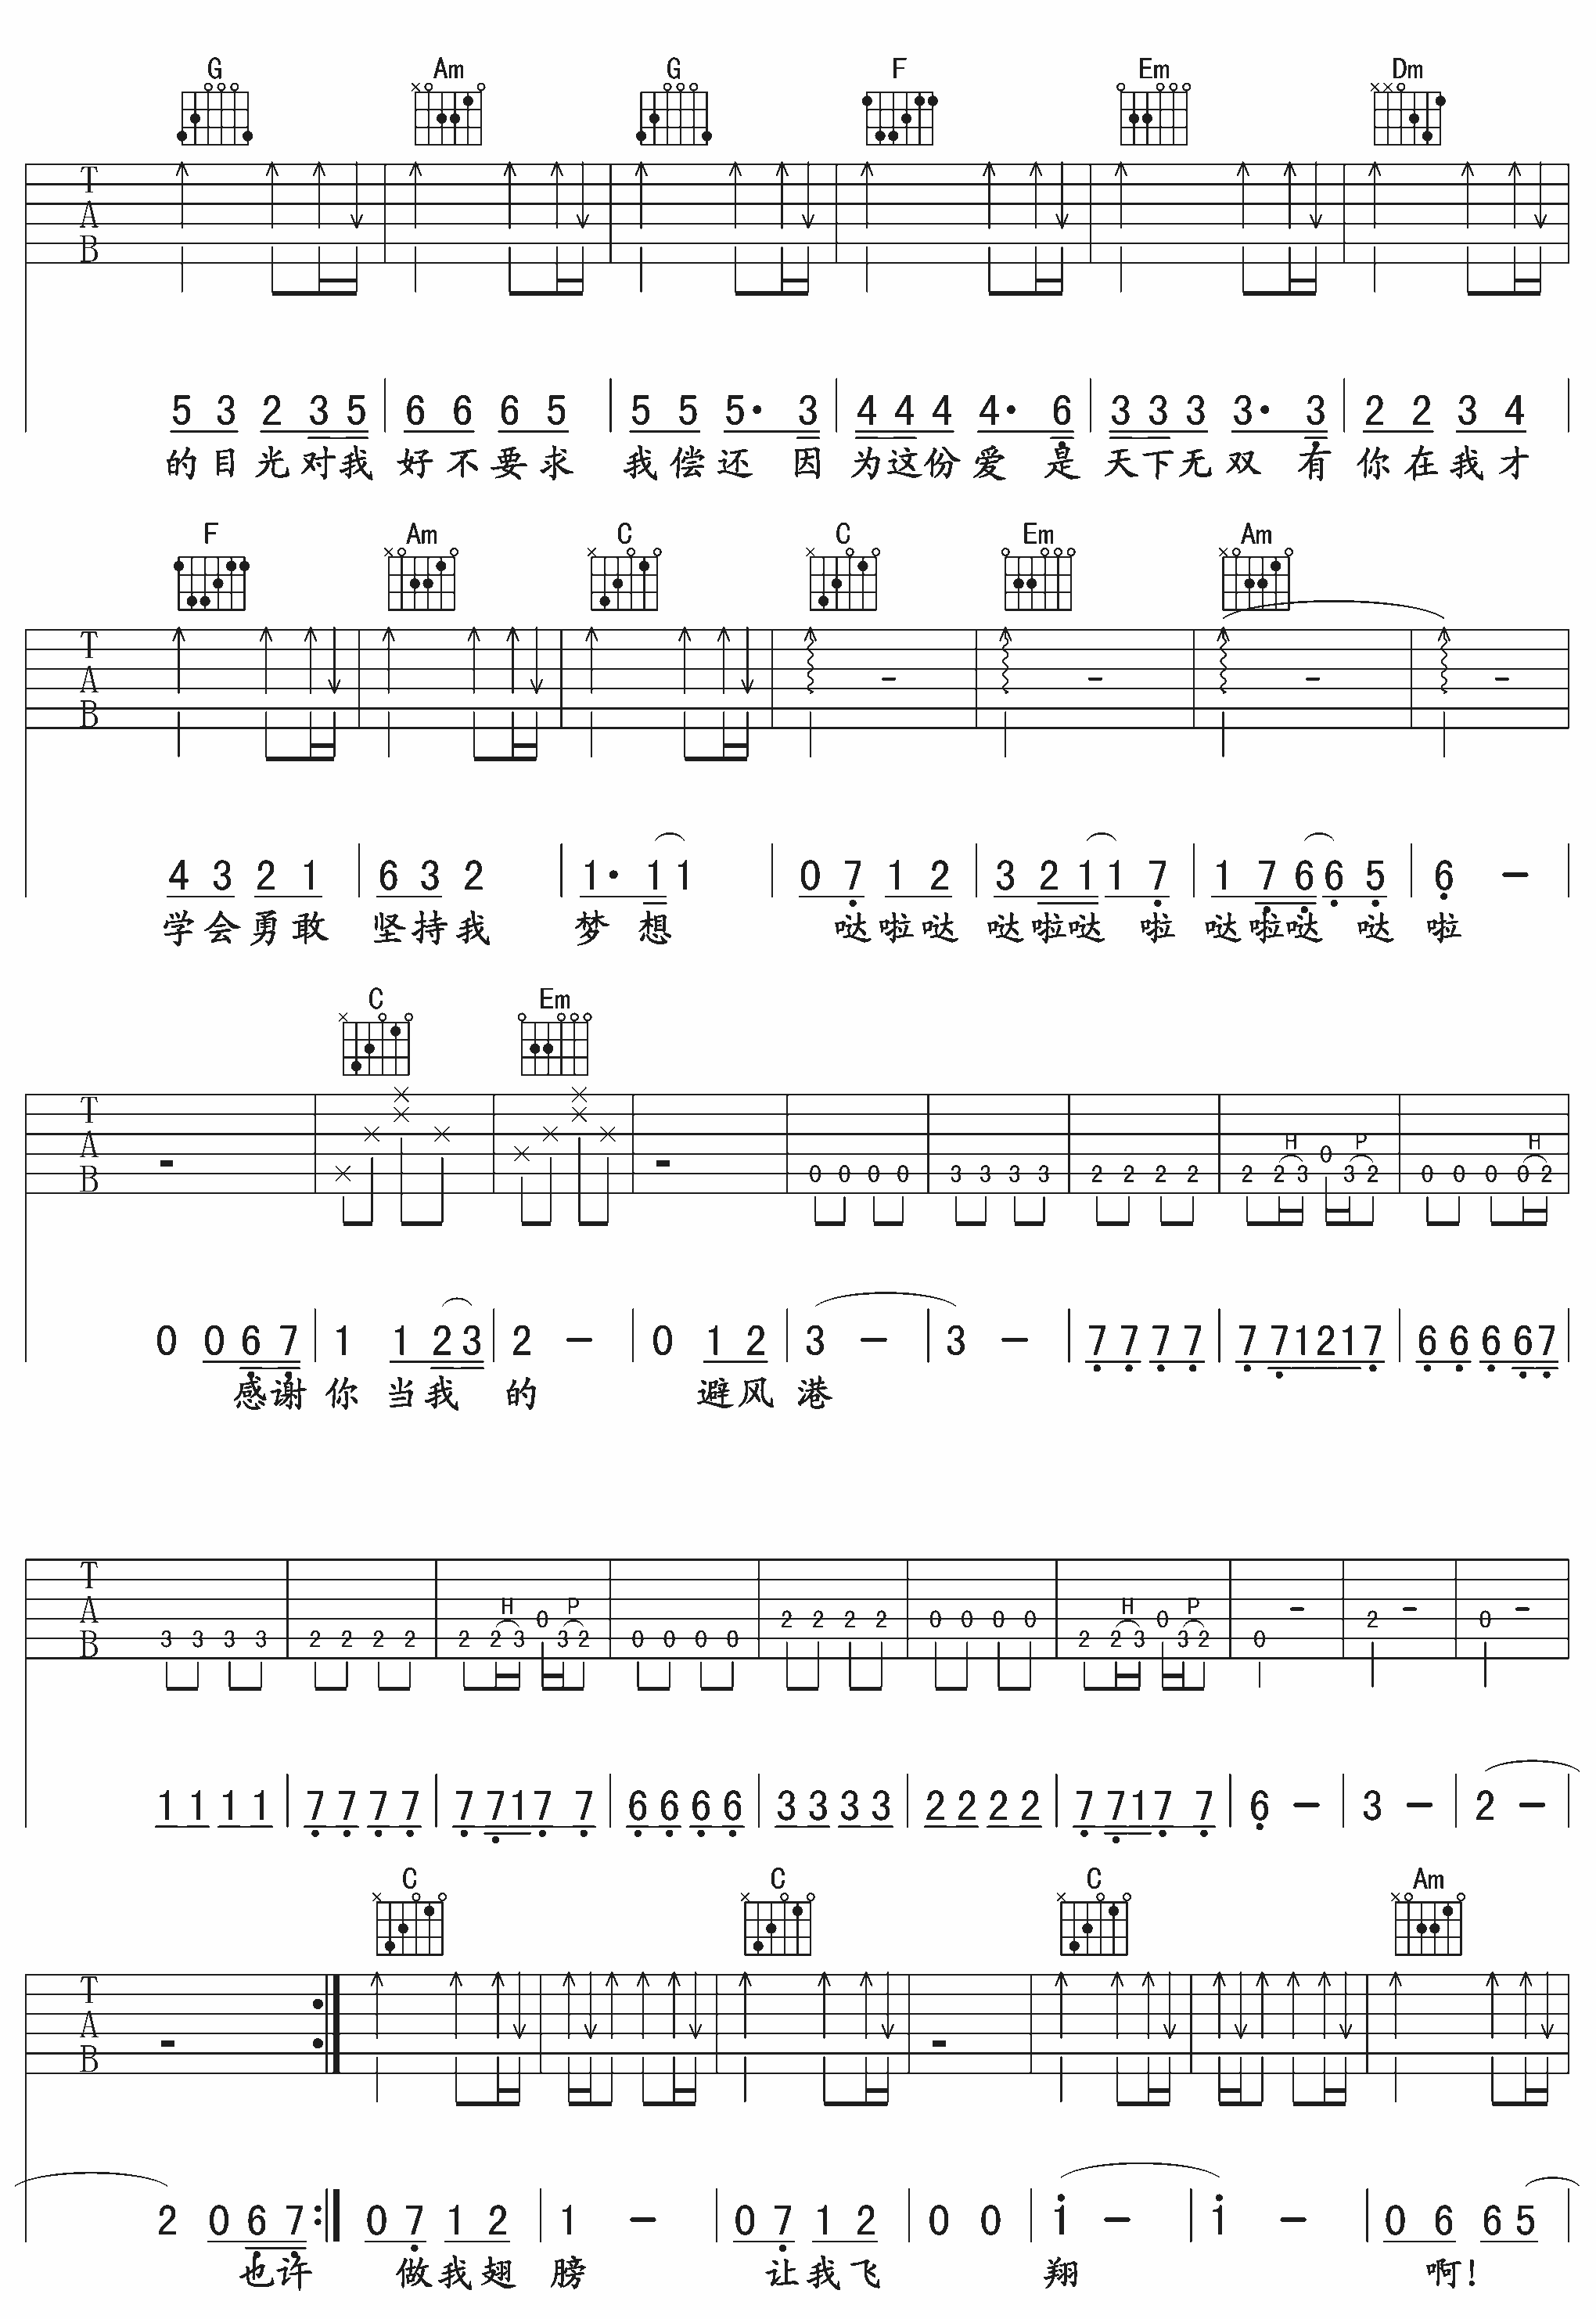 G Am G F Em Dm
T
A
B
5 3 2 3 5 | 6 6 6 5 | 5 5 5· 3 | 4 4 4 4· 6 | 3 3 3 3· 3 | 2 2 3 4 |
的目光对我 好不要求 我偿还 因 为这份爱 是 天下无双 有 你在我才
F Am C C Em Am
T
A
B
4 3 2 1 | 6 3 2 | 1· 1 1 | 0 7 1 2 | 3 2 1 1 7 | 1 7 6 6 5 | 6 –
学会勇敢 坚持我 梦想 哒啦哒 哒啦哒 啦 哒啦哒 哒 啦
C Em
H P H
T
A
B
0 0 0 0 3 3 3 3 2 2 2 2 2 2 3 0 3 2 0 0 0 0 2
0 0 6 7 | 1 1 2 3 | 2 – | 0 1 2 | 3 – | 3 – | 7 7 7 7 | 7 7 1 2 1 7 | 6 6 6 6 7 |
感谢你 当我 的 避风港
H P H P
T
A
B
3 3 3 3 2 2 2 2 2 2 3 0 3 2 0 0 0 0 2 2 2 2 0 0 0 0 2 2 3 0 3 2 0 – 2 – 0 –
1 1 1 1 | 7 7 7 7 | 7 7 1 7 7 | 6 6 6 6 | 3 3 3 3 | 2 2 2 2 | 7 7 1 7 7 | 6 – | 3 – | 2 – |
C C C Am
T
A
B
2 0 6 7 :| 0 7 1 2 | 1 – | 0 7 1 2 | 0 0 | 1 – | 1 – | 0 6 6 5 |
也许 做我翅膀 让我飞 翔 啊!